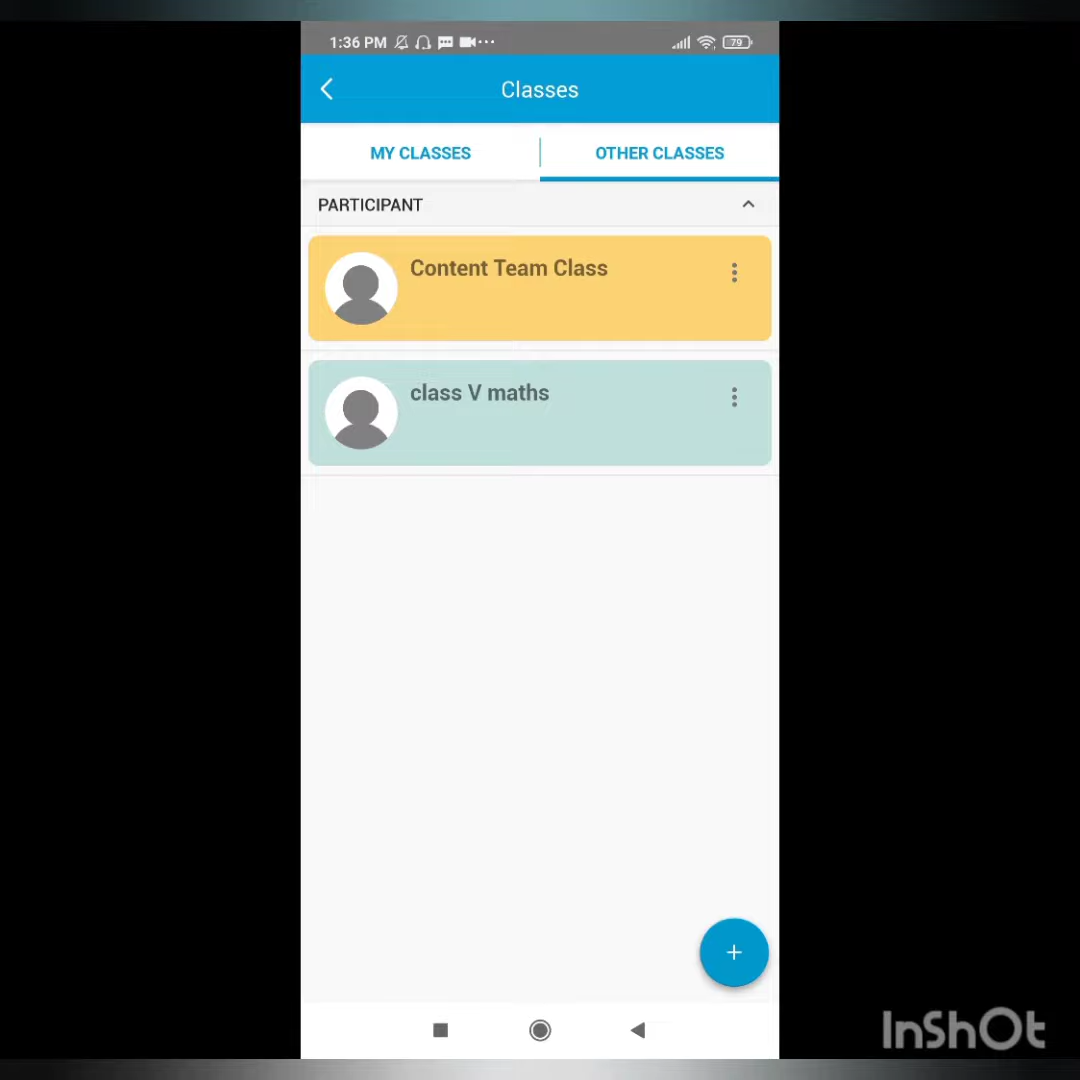 1:36 PM
79
Classes
MY CLASSES
OTHER CLASSES
PARTICIPANT
Content Team Class
class V maths
+
InShOt